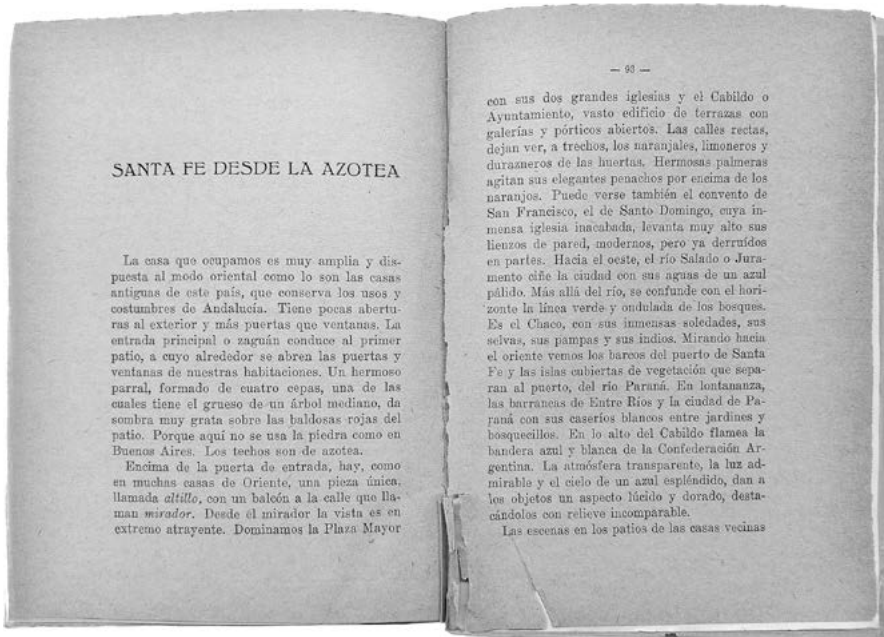 SANTA FE DESDE LA AZOTEA
La casa que ocupamos es muy amplia y dis-
puesta al modo oriental como lo son las casas
antiguas de este país, que conserva los usos y
costumbres de Andalucía. Tiene pocas abertu-
ras al exterior y más puertas que ventanas. La
entrada principal o zaguán conduce al primer
patio, a cuyo alrededor se abren las puertas y
ventanas de nuestras habitaciones. Un hermoso
parral, formado de cuatro cepas, una de las
cuales tiene el grueso de un árbol mediano, da
sombra muy grata sobre las baldosas rojas del
patio. Porque aquí no se usa la piedra como en
Buenos Aires. Los techos son de azotea.
Encima de la puerta de entrada, hay, como
en muchas casas de Oriente, una pieza única,
llamada altillo, con un balcón a la calle que lla-
man mirador. Desde el mirador la vista es en
extremo atrayente. Dominamos la Plaza Mayor
— 93 —
con sus dos grandes iglesias y el Cabildo o
Ayuntamiento, vasto edificio de terrazas con
galerías y pórticos abiertos. Las calles rectas,
dejan ver, a trechos, los naranjales, limoneros y
durazneros de las huertas. Hermosas palmeras
agitan sus elegantes penachos por encima de los
naranjos. Puede verse también el convento de
San Francisco, el de Santo Domingo, cuya in-
mensa iglesia inacabada, levanta muy alto sus
lienzos de pared, modernos, pero ya derruídos
en partes. Hacia el oeste, el río Salado o Jura-
mento ciñe la ciudad con sus aguas de un azul
pálido. Más allá del río, se confunde con el hori-
zonte la línea verde y ondulada de los bosques.
Es el Chaco, con sus inmensas soledades, sus
selvas, sus pampas y sus indios. Mirando hacia
el oriente vemos los barcos del puerto de Santa
Fe y las islas cubiertas de vegetación que sepa-
ran al puerto, del río Paraná. En lontananza,
las barrancas de Entre Ríos y la ciudad de Pa-
raná con sus caseríos blancos entre jardines y
bosquecillos. En lo alto del Cabildo flamea la
bandera azul y blanca de la Confederación Ar-
gentina. La atmósfera transparente, la luz ad-
mirable y el cielo de un azul espléndido, dan a
los objetos un aspecto lúcido y dorado, desta-
cándolos con relieve incomparable.
Las escenas en los patios de las casas vecinas